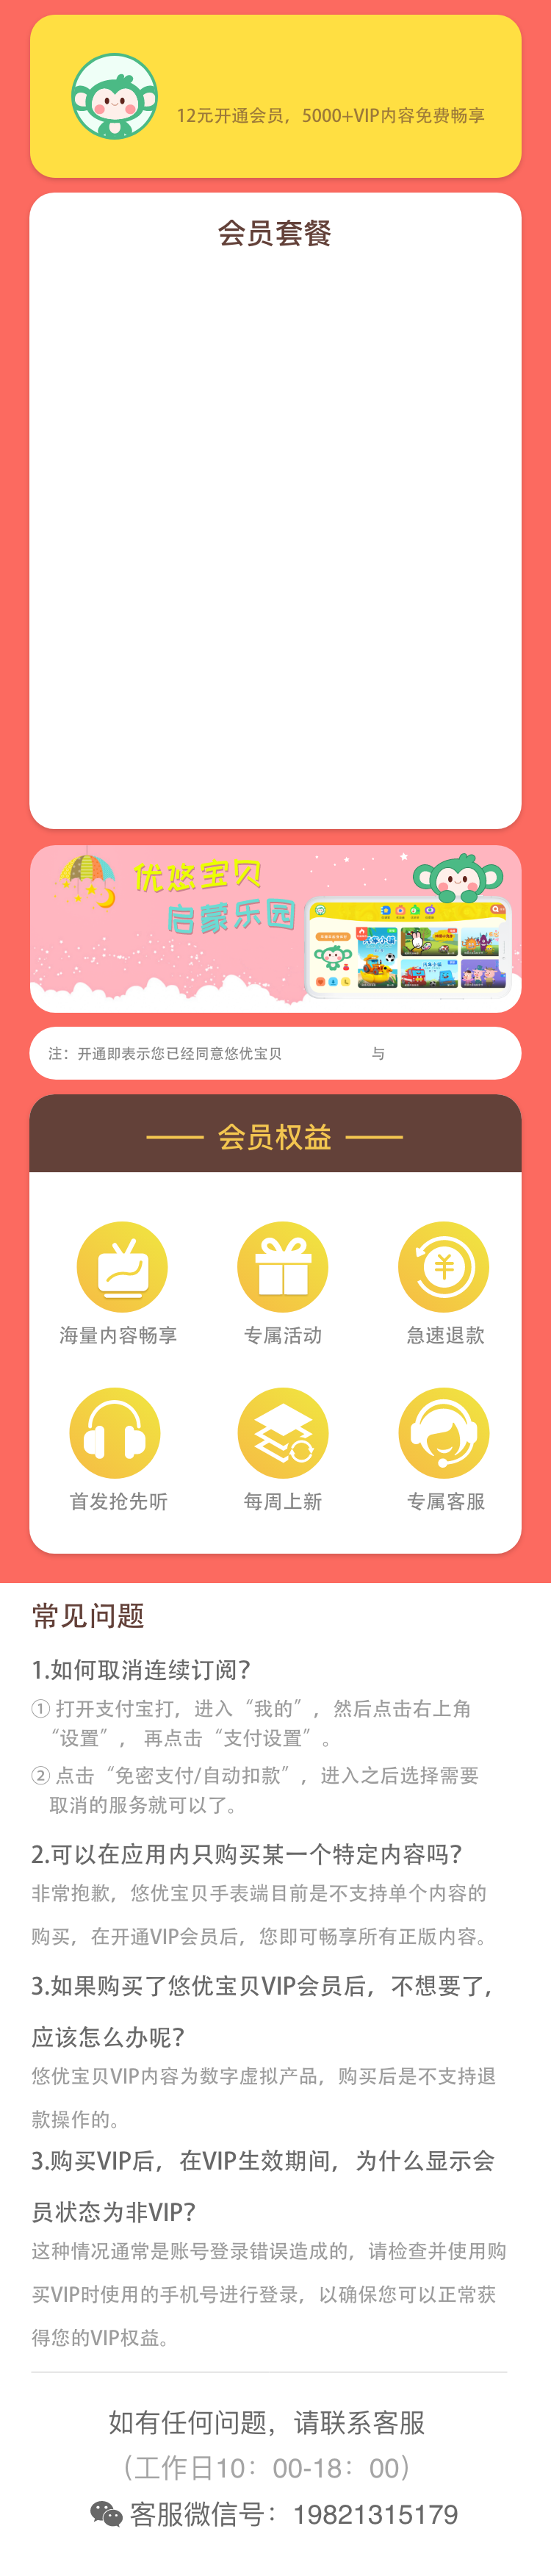 12元开通会员，5000+VIP内容免费畅享
会员套餐
优悠宝贝
启蒙乐园
汽车小镇
注：开通即表示您已经同意悠优宝贝 与
会员权益
海量内容畅享 专属活动 急速退款
首发抢先听 每周上新 专属客服
常见问题
1.如何取消连续订阅?
① 打开支付宝打，进入“我的”，然后点击右上角
“设置”， 再点击“支付设置”。
② 点击“免密支付/自动扣款”，进入之后选择需要
取消的服务就可以了。
2.可以在应用内只购买某一个特定内容吗?
非常抱歉，悠优宝贝手表端目前是不支持单个内容的
购买，在开通VIP会员后，您即可畅享所有正版内容。
3.如果购买了悠优宝贝VIP会员后，不想要了，
应该怎么办呢?
悠优宝贝VIP内容为数字虚拟产品，购买后是不支持退
款操作的。
3.购买VIP后，在VIP生效期间，为什么显示会
员状态为非VIP?
这种情况通常是账号登录错误造成的，请检查并使用购
买VIP时使用的手机号进行登录，以确保您可以正常获
得您的VIP权益。
如有任何问题，请联系客服
（工作日10：00-18：00）
客服微信号：19821315179